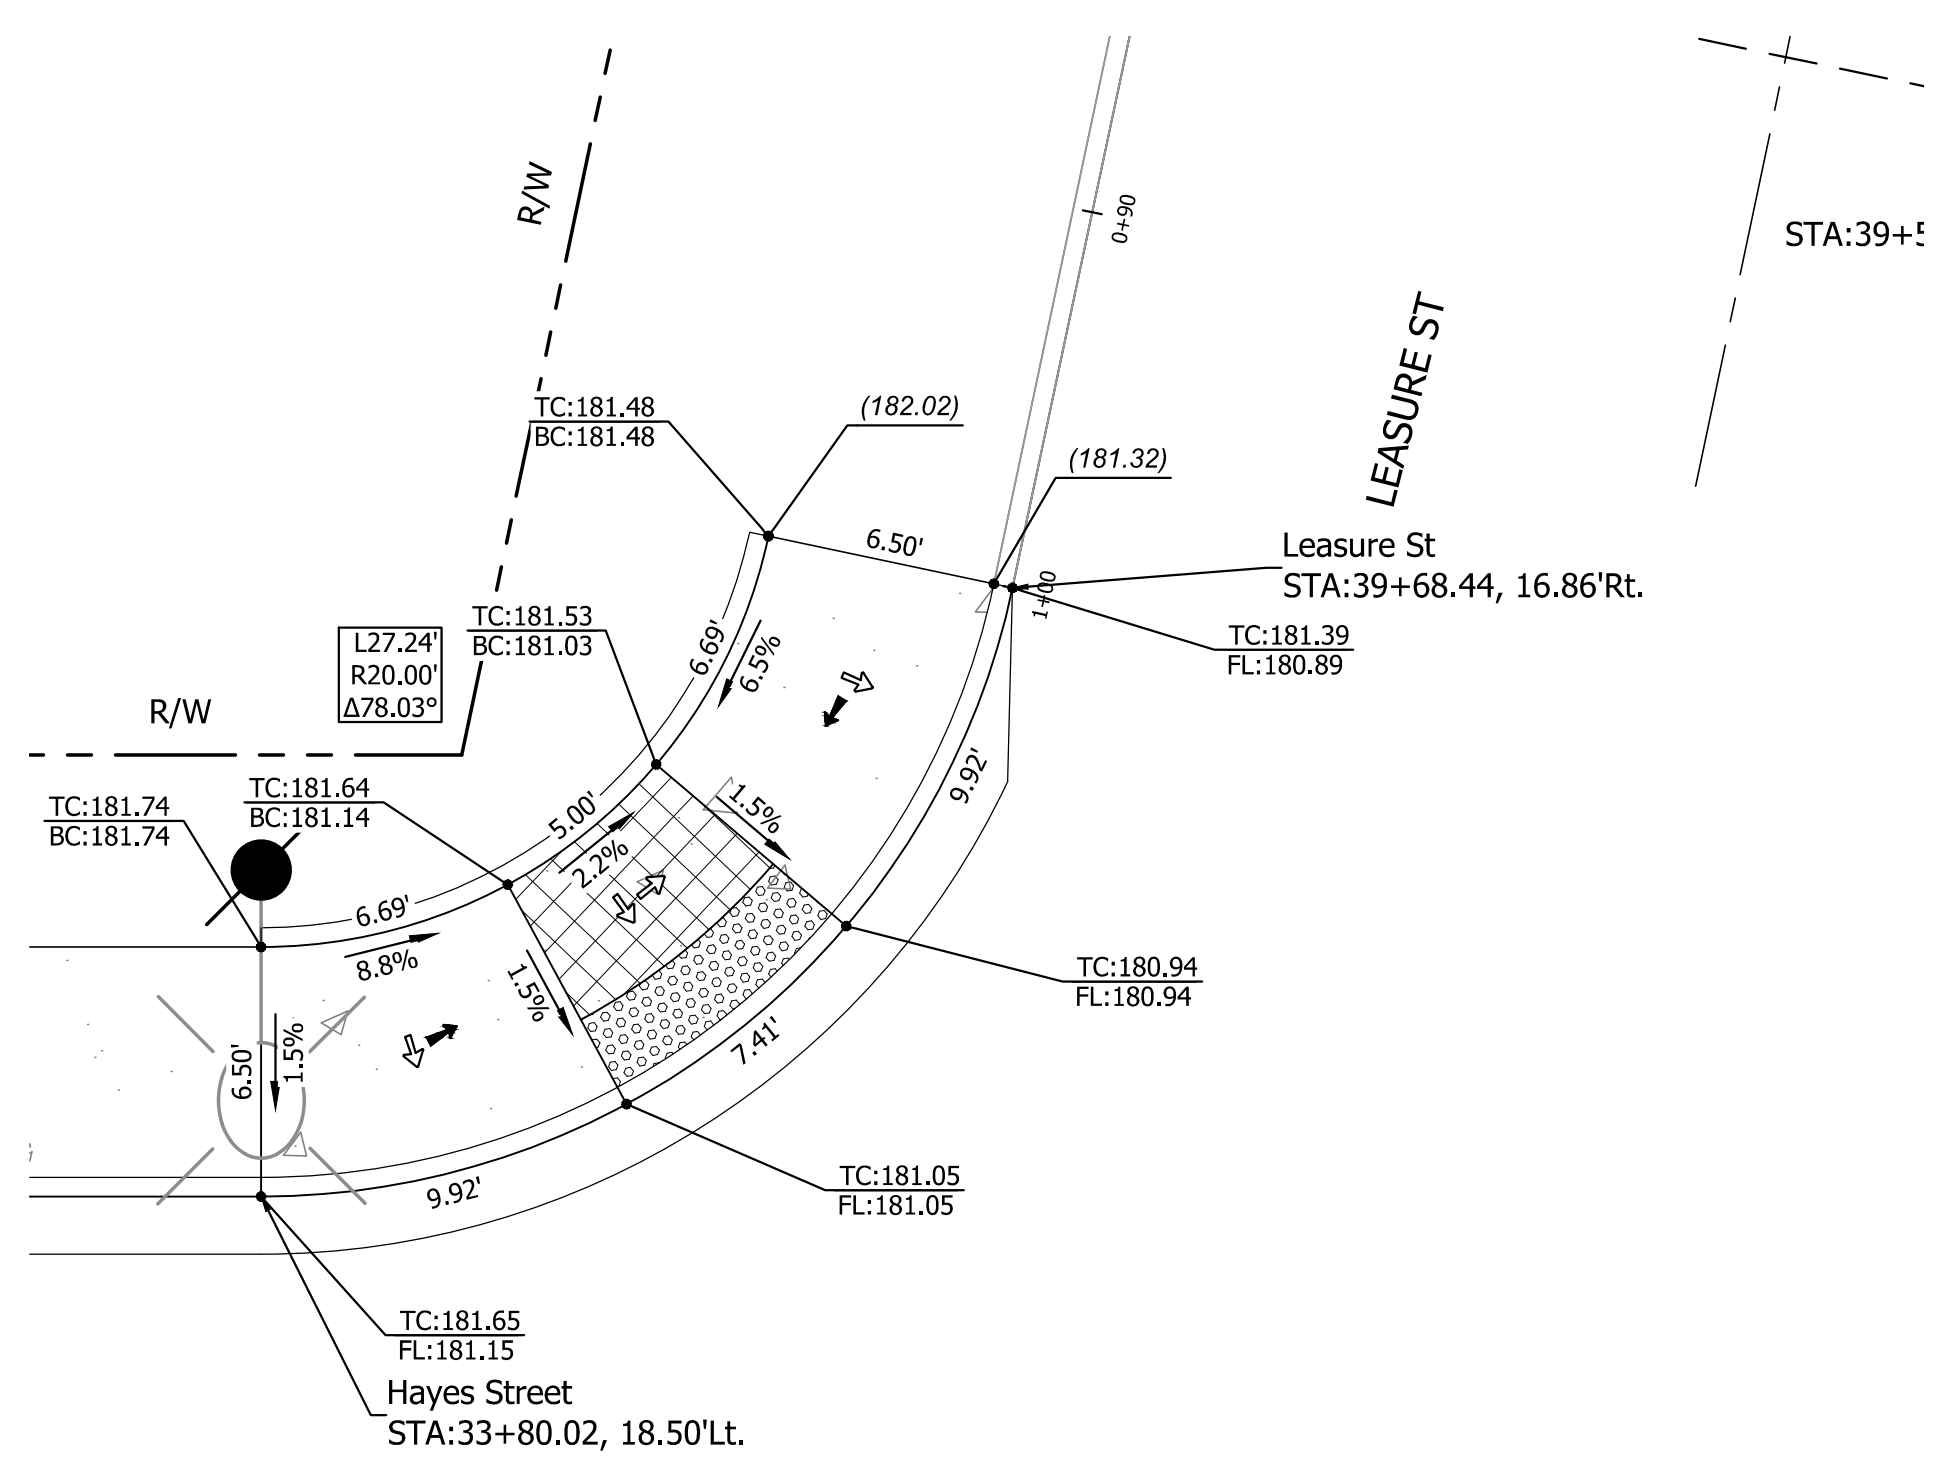 R/W
0+90
STA:39+5
LEASURE ST
TC:181.48
BC:181.48
(182.02)
(181.32)
6.50'
Leasure St
STA:39+68.44, 16.86'Rt.
1+00
TC:181.53
BC:181.03
TC:181.39
FL:180.89
L27.24'
R20.00'
Δ78.03°
6.69'
6.5%
R/W
9.92'
TC:181.74
BC:181.74
TC:181.64
BC:181.14
5.00'
2.2%
1.5%
6.69'
8.8%
1.5%
TC:180.94
FL:180.94
7.41'
6.50'
1.5%
9.92'
TC:181.05
FL:181.05
TC:181.65
FL:181.15
Hayes Street
STA:33+80.02, 18.50'Lt.